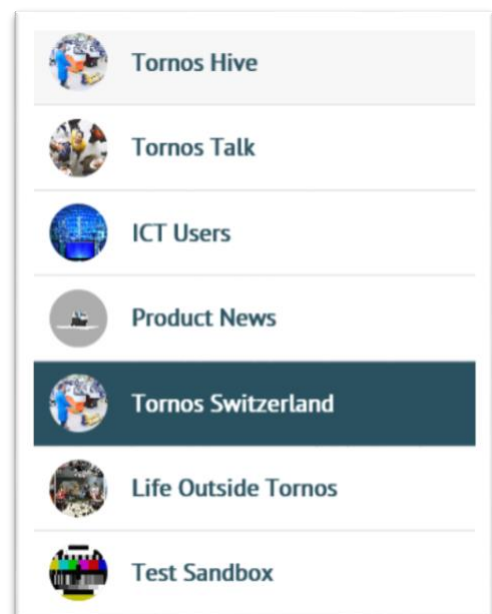 Tornos Hive
Tornos Talk
ICT Users
Product News
Tornos Switzerland
Life Outside Tornos
Test Sandbox